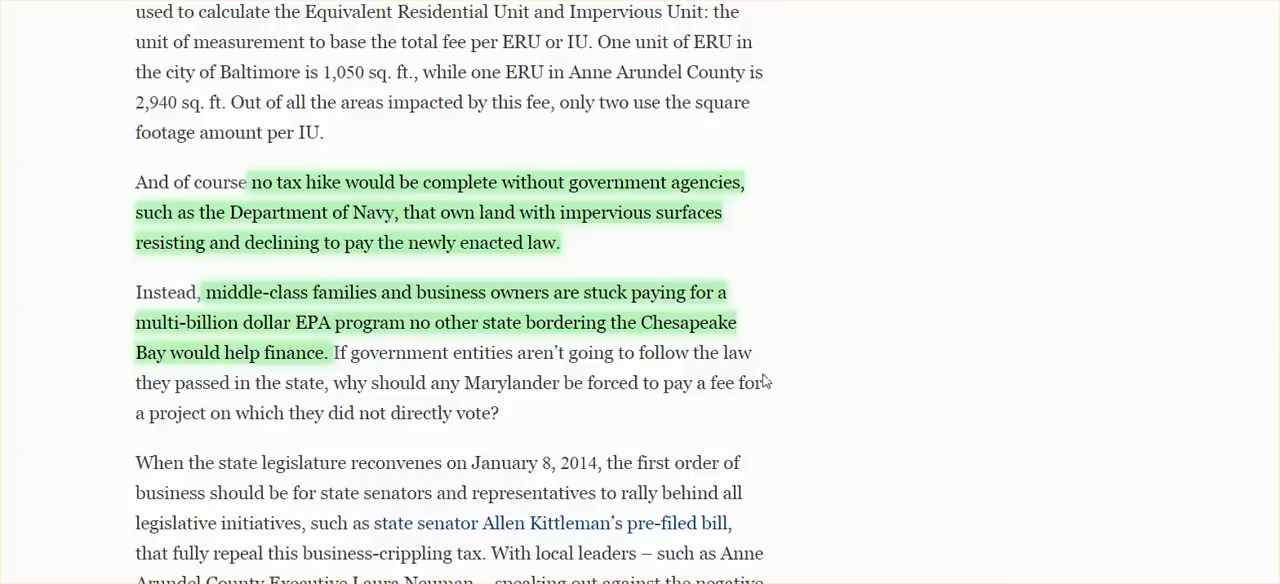 used to calculate the Equivalent Residential Unit and Impervious Unit: the
unit of measurement to base the total fee per ERU or IU. One unit of ERU in
the city of Baltimore is 1,050 sq. ft., while one ERU in Anne Arundel County is
2,940 sq. ft. Out of all the areas impacted by this fee, only two use the square
footage amount per IU.
And of course no tax hike would be complete without government agencies,
such as the Department of Navy, that own land with impervious surfaces
resisting and declining to pay the newly enacted law.
Instead, middle-class families and business owners are stuck paying for a
multi-billion dollar EPA program no other state bordering the Chesapeake
Bay would help finance. If government entities aren’t going to follow the law
they passed in the state, why should any Marylander be forced to pay a fee for
a project on which they did not directly vote?
When the state legislature reconvenes on January 8, 2014, the first order of
business should be for state senators and representatives to rally behind all
legislative initiatives, such as state senator Allen Kittleman’s pre-filed bill,
that fully repeal this business-crippling tax. With local leaders – such as Anne
Arundel County Executive Laura Neuman – speaking out against the negative